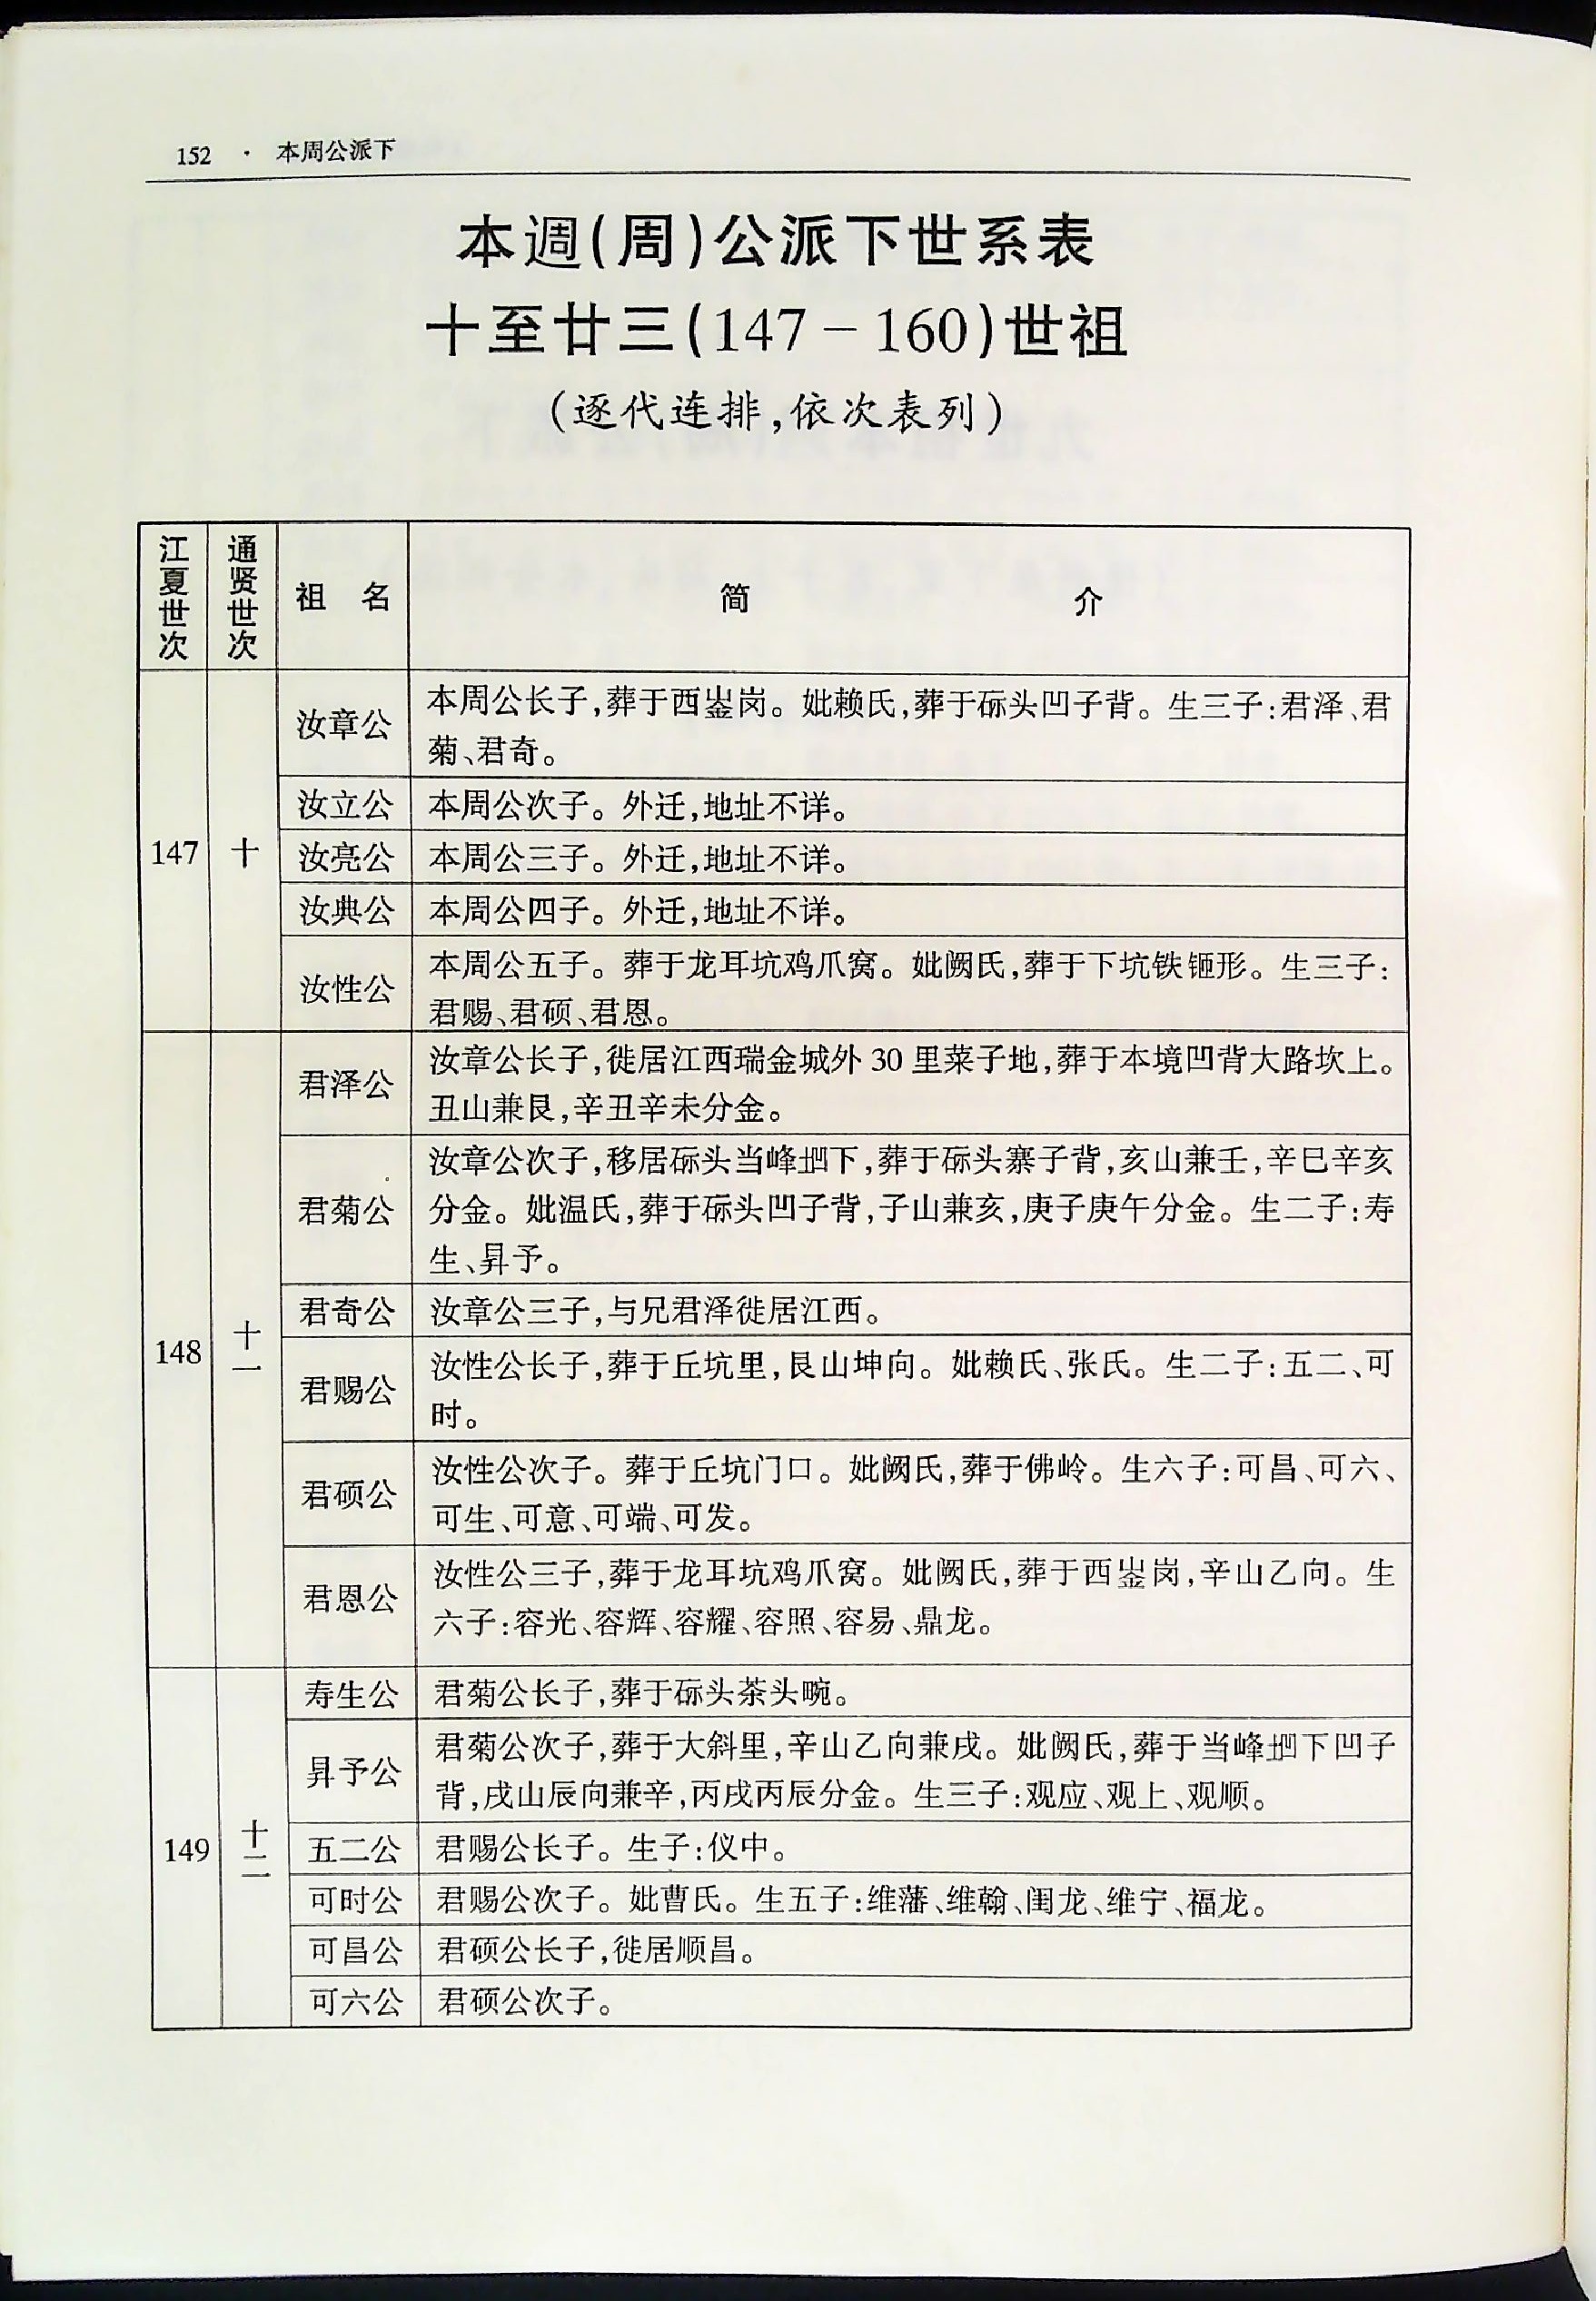 152 · 本周公派下
本週(周)公派下世系表
十至廿三(147－160)世祖
(逐代连排,依次表列)
江夏世次 通贤世次 祖 名 简 介
147 十
汝章公 本周公长子,葬于西崟岗。妣赖氏,葬于磜头凹子背。生三子:君泽、君
菊、君奇。
汝立公 本周公次子。外迁,地址不详。
汝亮公 本周公三子。外迁,地址不详。
汝典公 本周公四子。外迁,地址不详。
汝性公 本周公五子。葬于龙耳坑鸡爪窝。妣阙氏,葬于下坑铁钷形。生三子:
君赐、君硕、君恩。
148 十一
君泽公 汝章公长子,徙居江西瑞金城外30里菜子地,葬于本境凹背大路坎上。
丑山兼艮,辛丑辛未分金。
君菊公 汝章公次子,移居头当峰下,葬于头寨子背,亥山兼壬,辛巳辛亥
分金。妣温氏,葬于头凹子背,子山兼亥,庚子庚午分金。生二子:寿
生、昇予。
君奇公 汝章公三子,与兄君泽徙居江西。
君赐公 汝性公长子,葬于丘坑里,艮山坤向。妣赖氏、张氏。生二子:五二、可
时。
君硕公 汝性公次子。葬于丘坑门口。妣阙氏,葬于佛岭。生六子:可昌、可六、
可生、可意、可端、可发。
君恩公 汝性公三子,葬于龙耳坑鸡爪窝。妣阙氏,葬于西崟岗,辛山乙向。生
六子:容光、容辉、容耀、容照、容易、鼎龙。
149 十二
寿生公 君菊公长子,葬于头茶头畹。
昇予公 君菊公次子,葬于大斜里,辛山乙向兼戌。妣阙氏,葬于当峰下凹子
背,戌山辰向兼辛,丙戌丙辰分金。生三子:观应、观上、观顺。
五二公 君赐公长子。生子:仪中。
可时公 君赐公次子。妣曹氏。生五子:维藩、维翰、闺龙、维宁、福龙。
可昌公 君硕公长子,徙居顺昌。
可六公 君硕公次子。